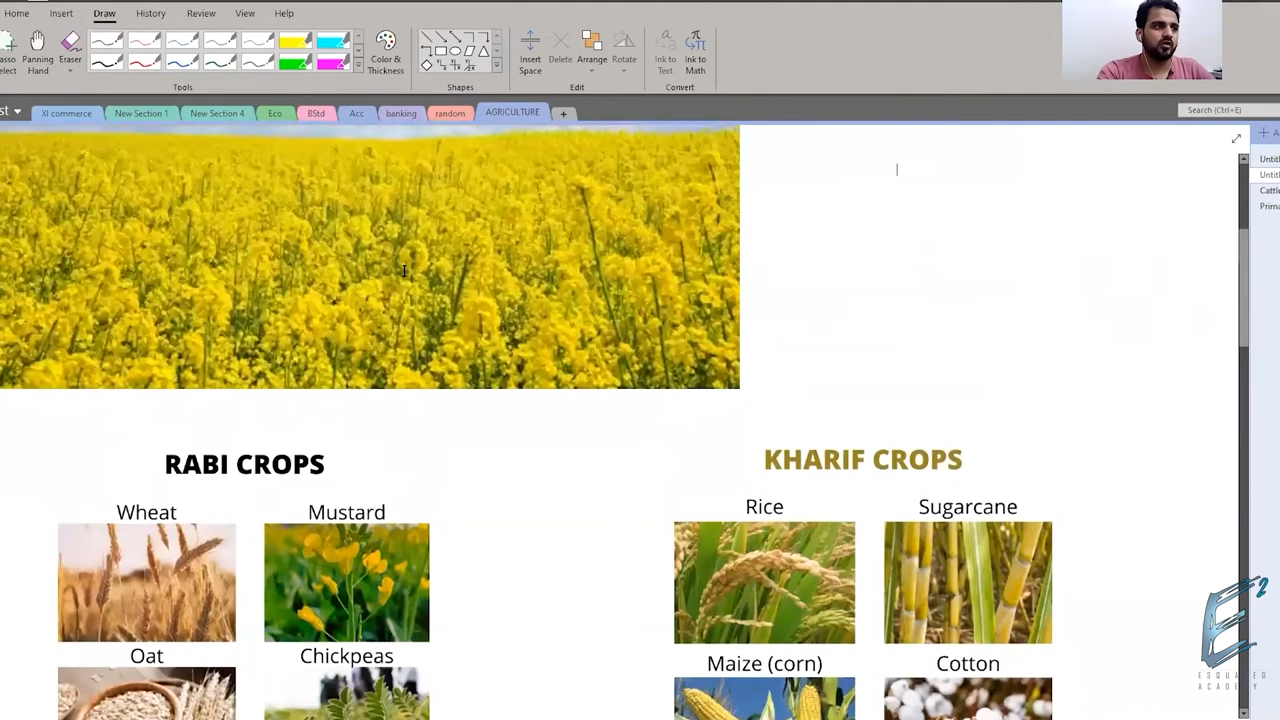 Home Insert Draw History Review View Help
Lasso Select
Panning Hand
Eraser
Color & Thickness
Insert Space
Delete
Arrange
Rotate
Ink to Text
Ink to Math
Tools Shapes Edit Convert
XI commerce New Section 1 New Section 4 Eco BStd Acc banking random AGRICULTURE +
Search (Ctrl+E)
RABI CROPS
KHARIF CROPS
Wheat Mustard
Rice Sugarcane
Oat Chickpeas
Maize (corn) Cotton
E²
ESQUARED
ACADEMY